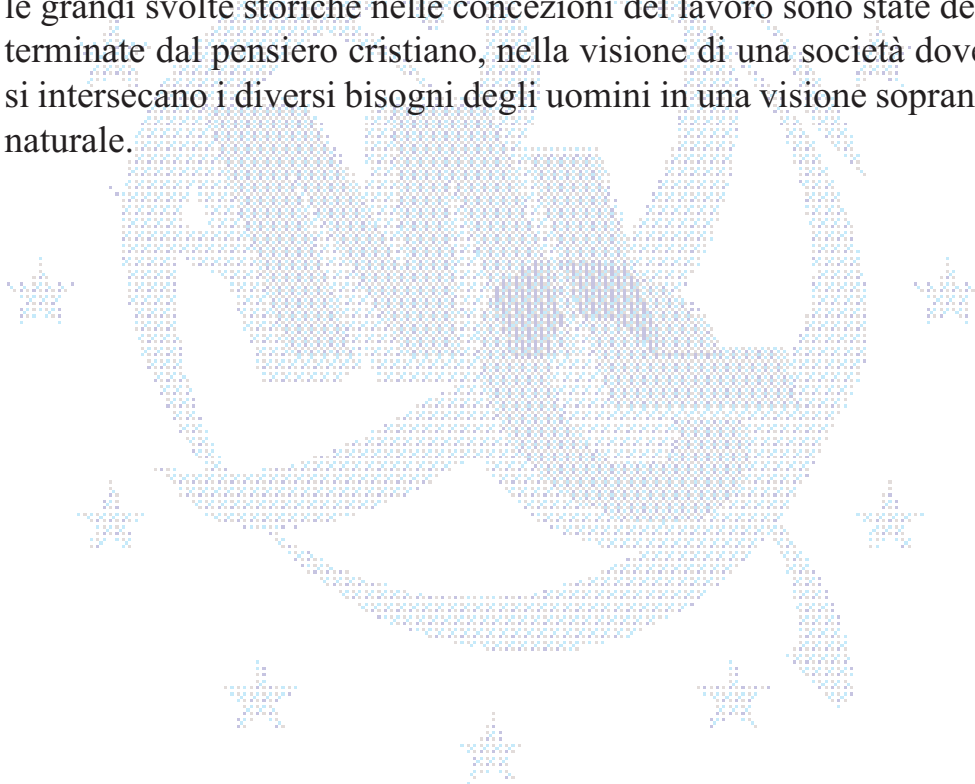 le grandi svolte storiche nelle concezioni del lavoro sono state de
terminate dal pensiero cristiano, nella visione di una società dove
si intersecano i diversi bisogni degli uomini in una visione sopran
naturale.